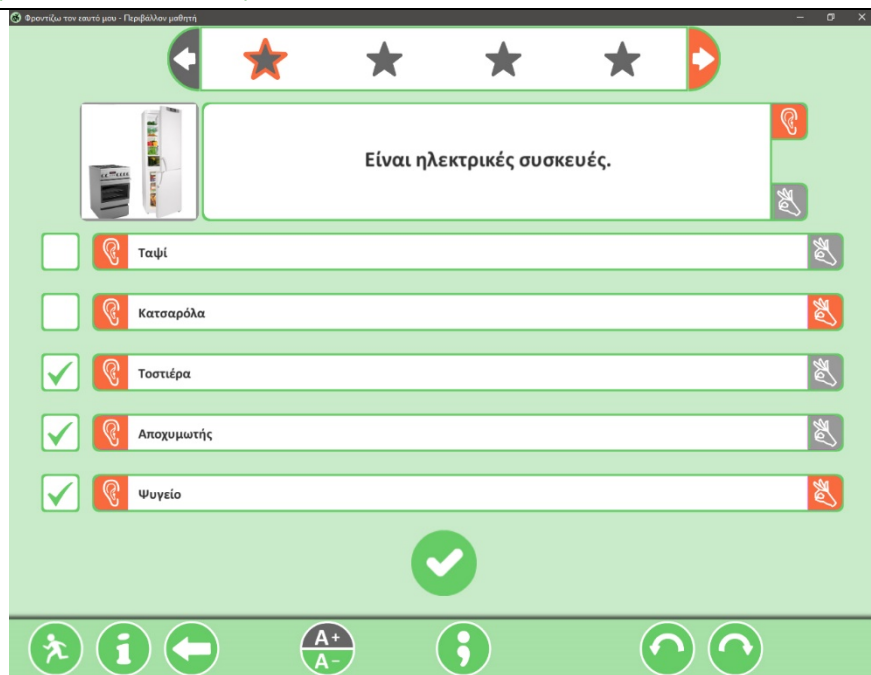 Φροντίζω τον εαυτό μου - Περιβάλλον μαθητή
Είναι ηλεκτρικές συσκευές.
Ταψί
Κατσαρόλα
Τοστιέρα
Αποχυμωτής
Ψυγείο
A+
A-